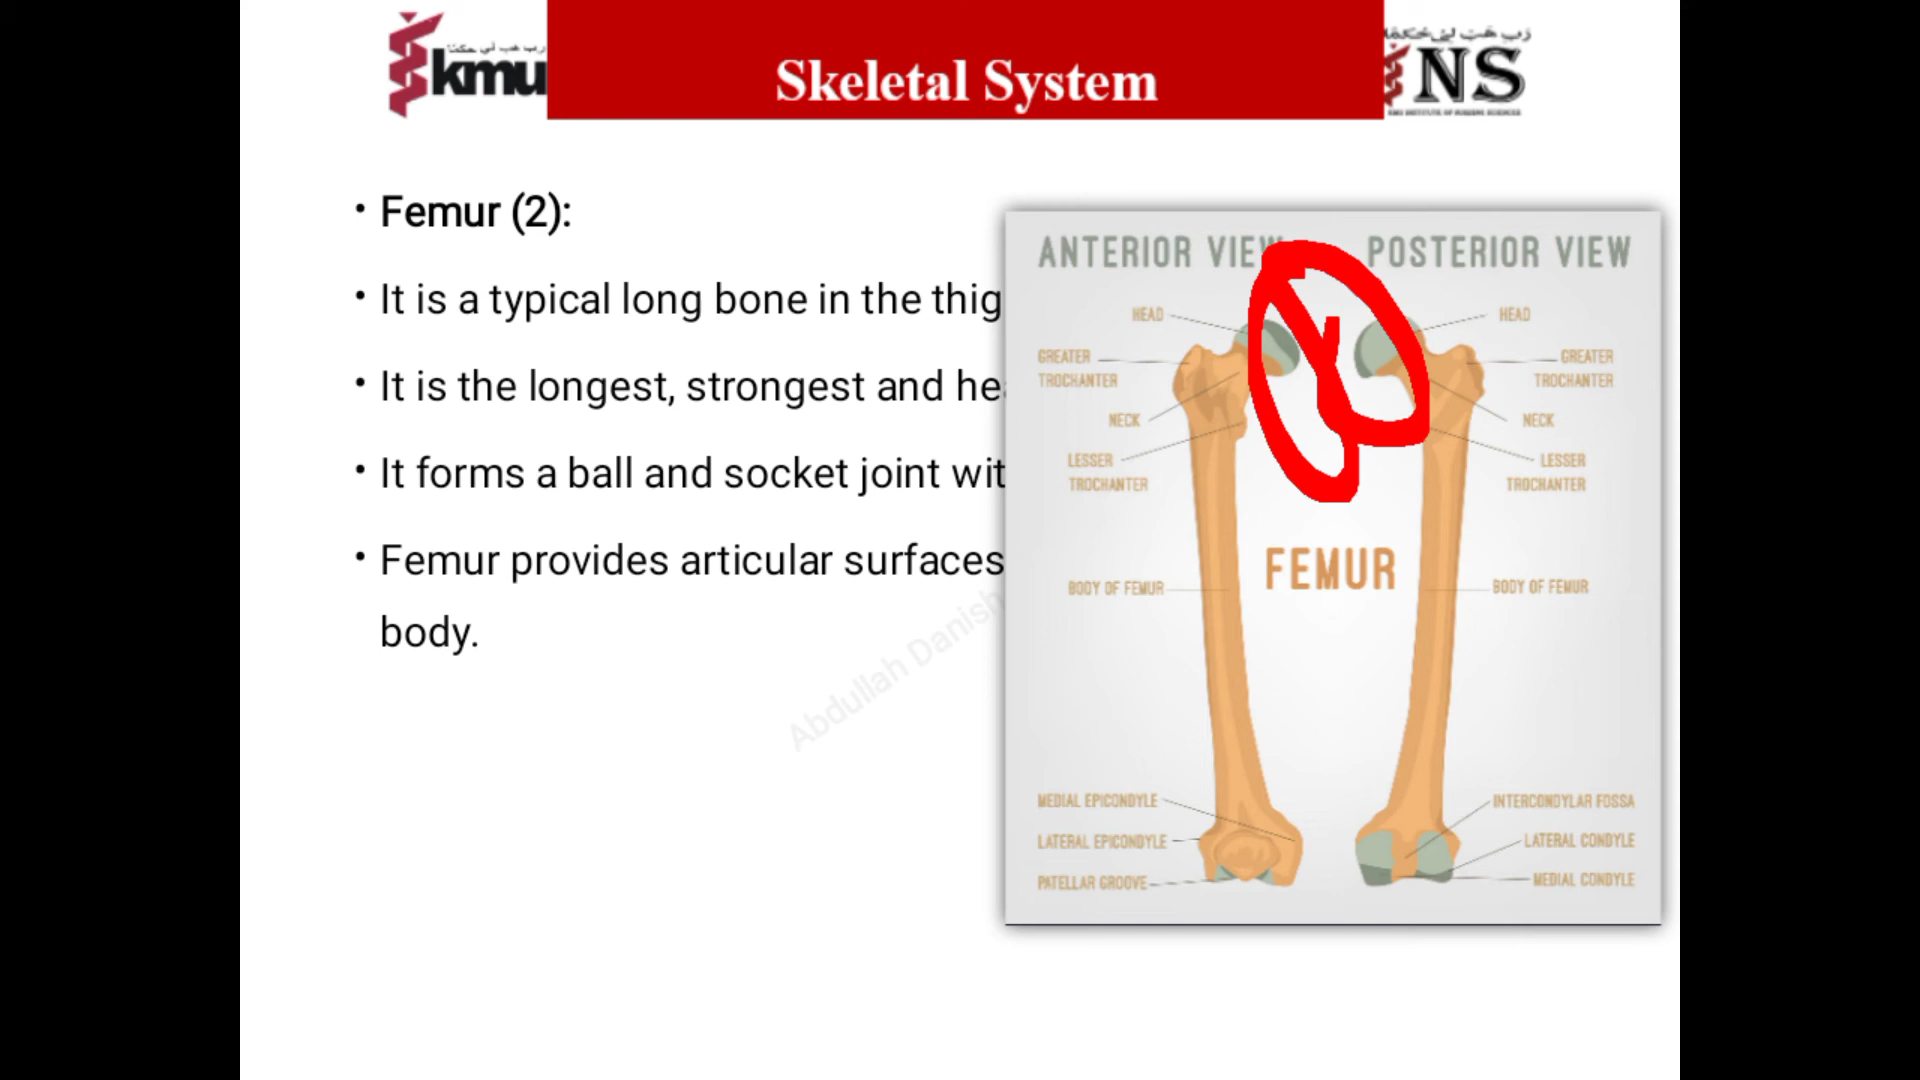 kmu
Skeletal System
NS
• Femur (2):
• It is a typical long bone in the thig
• It is the longest, strongest and he
• It forms a ball and socket joint wit
• Femur provides articular surfaces
body.
Abdullah Danish
ANTERIOR VIEW
POSTERIOR VIEW
HEAD
GREATER
TROCHANTER
NECK
LESSER
TROCHANTER
BODY OF FEMUR
MEDIAL EPICONDYLE
LATERAL EPICONDYLE
PATELLAR GROOVE
FEMUR
HEAD
GREATER
TROCHANTER
NECK
LESSER
TROCHANTER
BODY OF FEMUR
INTERCONDYLAR FOSSA
LATERAL CONDYLE
MEDIAL CONDYLE